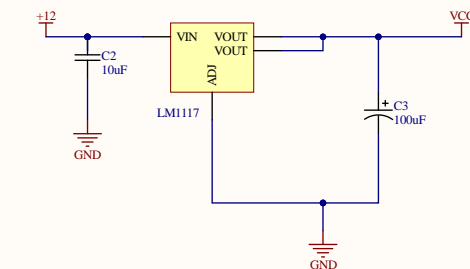 +12
VCC
VIN
VOUT
VOUT
ADJ
C2
10uF
LM1117
C3
100uF
GND
GND